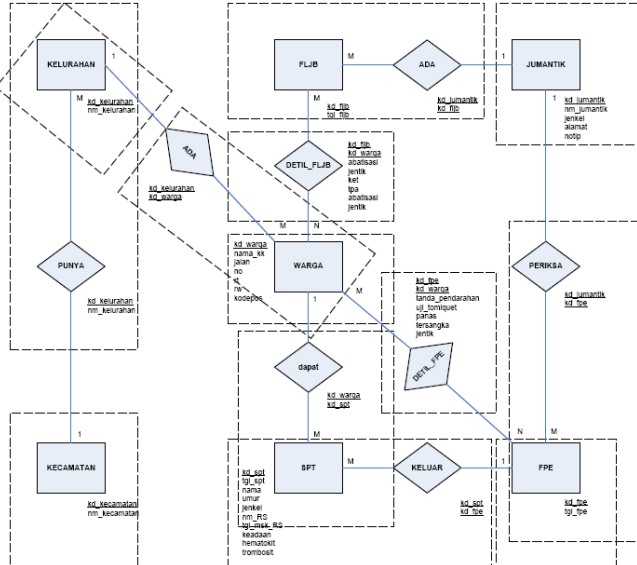 KELURAHAN
1
M
kd_kelurahan
nm_kelurahan
ADA
kd_kelurahan
kd_warga
M
PUNYA
kd_kelurahan
nm_kelurahan
1
KECAMATAN
kd_kecamatan
nm_kecamatan
FLJB
M
M
kd_fljb
tgl_fljb
ADA
kd_jumantik
kd_fljb
1
JUMANTIK
1
kd_jumantik
nm_jumantik
jenkel
alamat
notlp
DETIL_FLJB
kd_fljb
kd_warga
abatisasi
jentik
ket
tpa
abatisasi
jentik
N
WARGA
kd_warga
nama_kk
jalan
no
rt
rw
kodepos
1
M
kd_fpe
kd_warga
tanda_pendarahan
uji_tomiquet
panas
tersangka
jentik
DETIL_FPE
N
PERIKSA
kd_jumantik
kd_fpe
M
dapat
kd_warga
kd_spt
M
SPT
M
kd_spt
tgl_spt
nama
umur
jenkel
nm_RS
tgl_msk_RS
keadaan
hematokit
trombosit
KELUAR
kd_spt
kd_fpe
1
FPE
kd_fpe
tgl_fpe